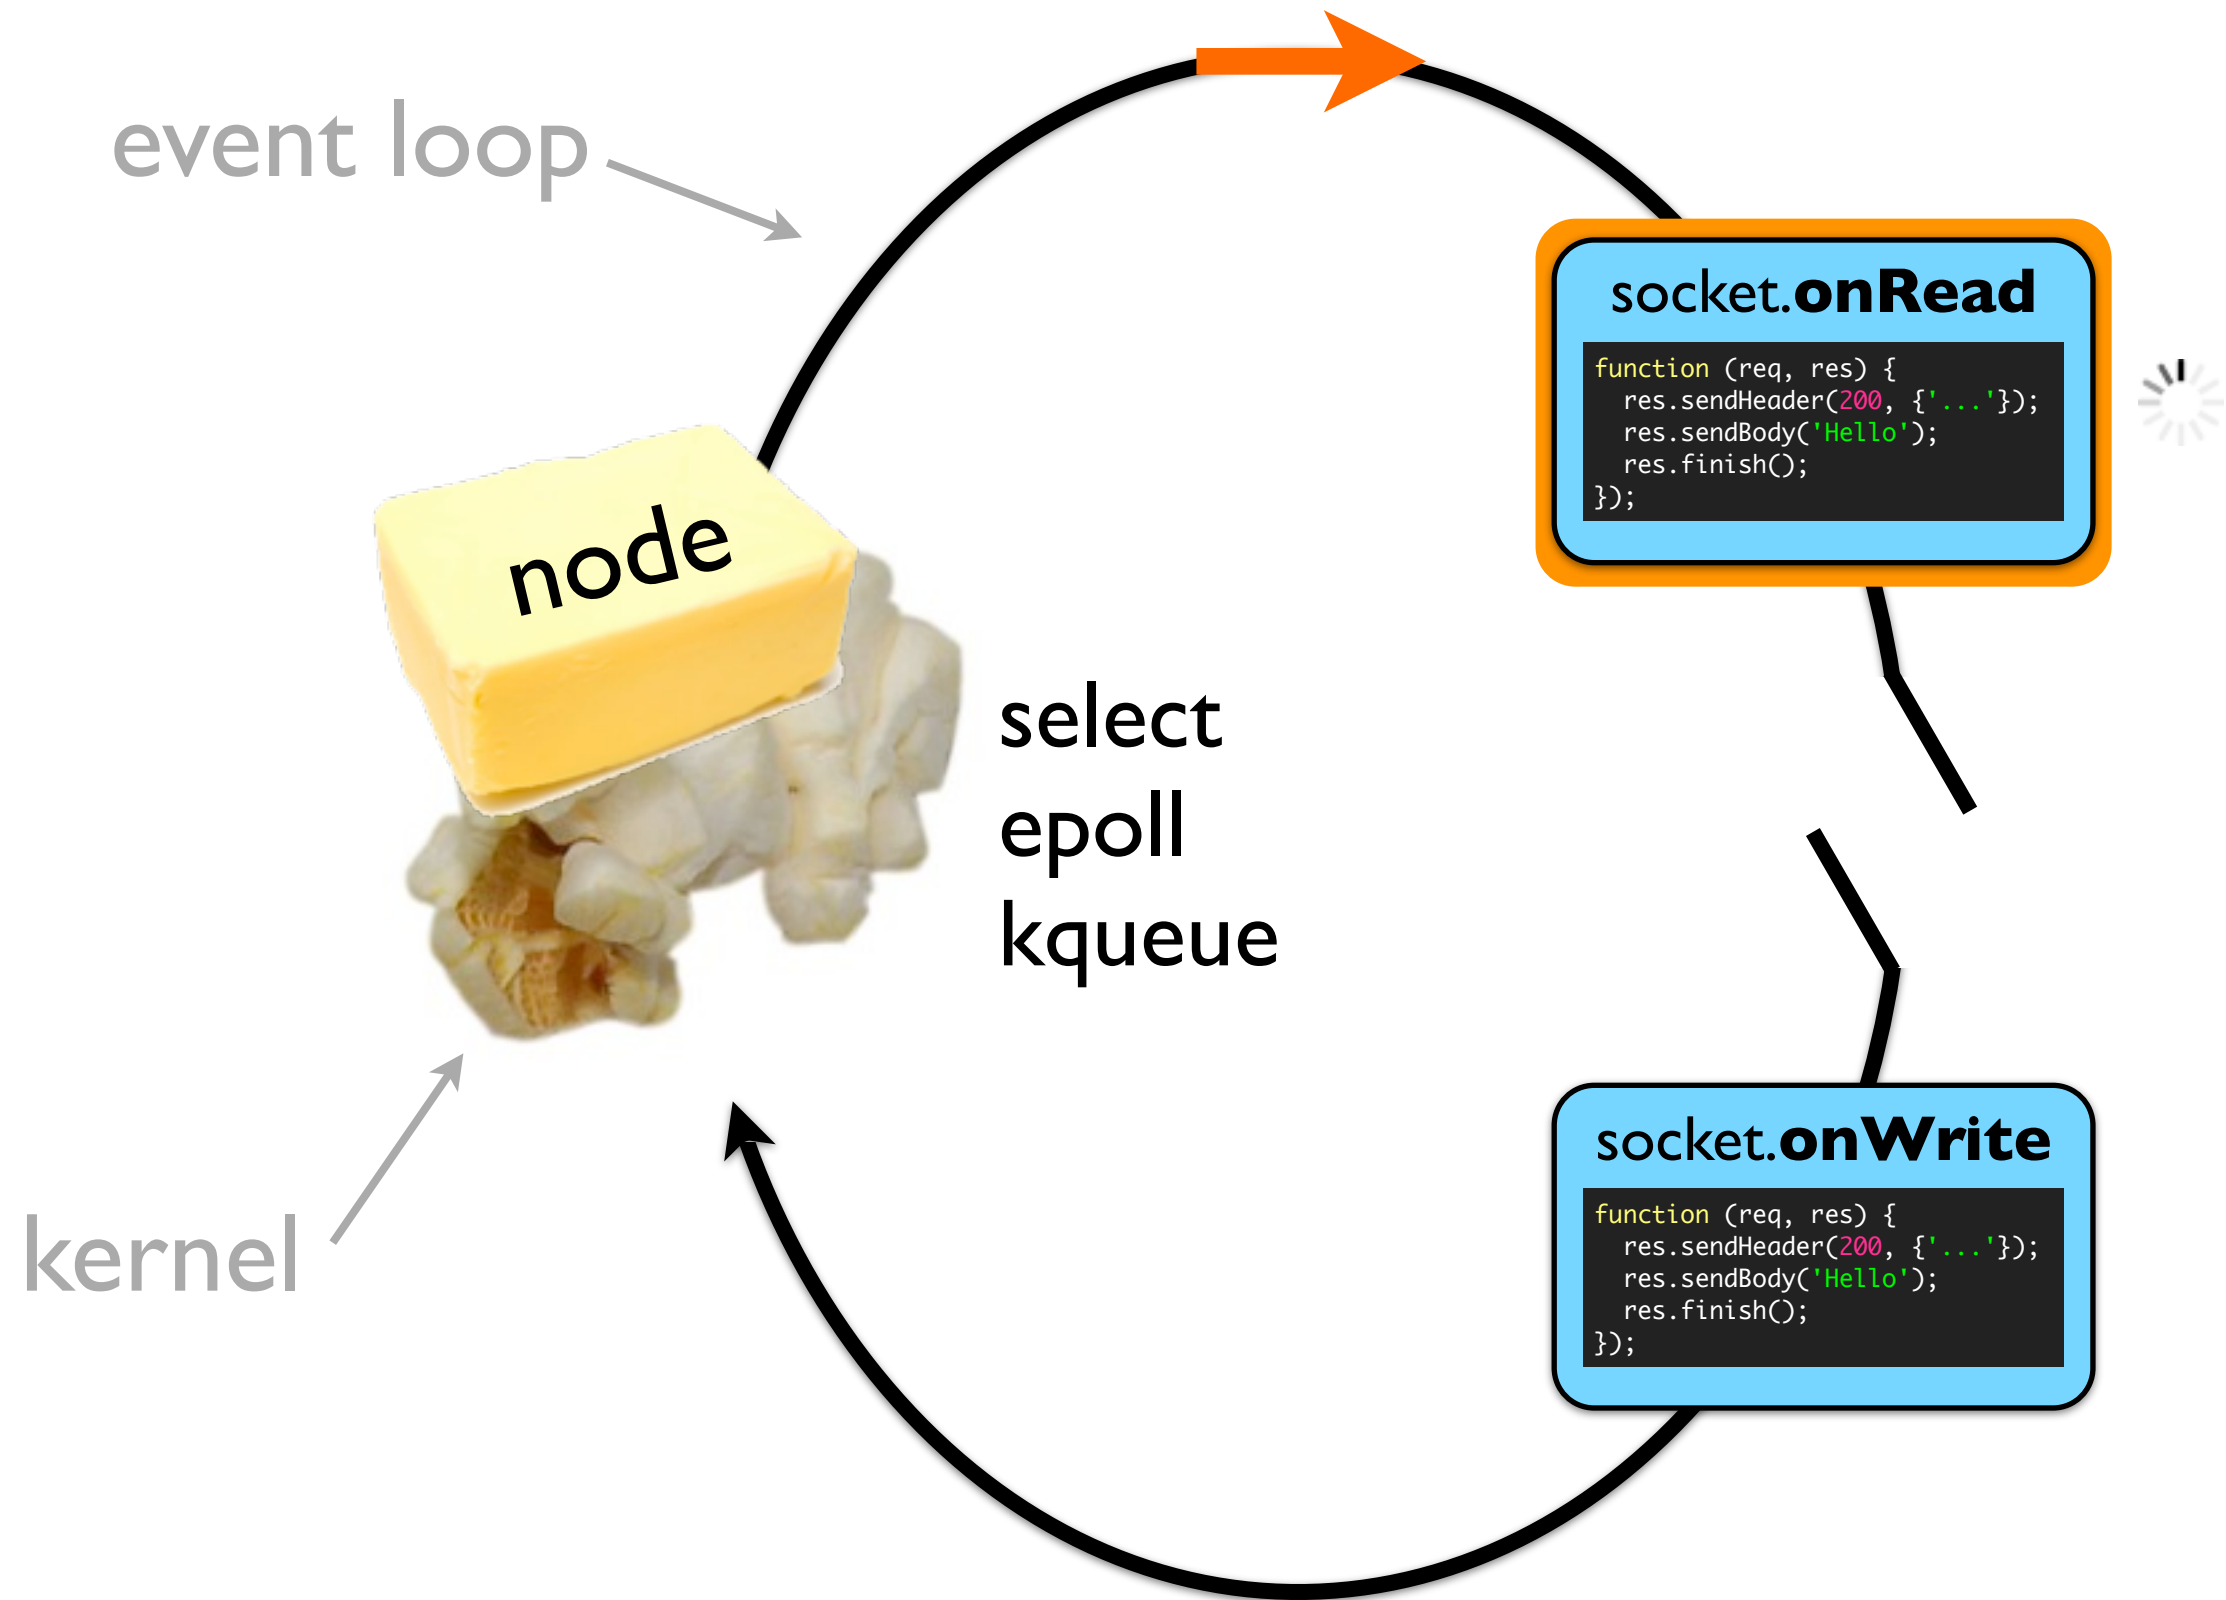 event loop
socket.onRead
function (req, res) {
  res.sendHeader(200, {'...'});
  res.sendBody('Hello');
  res.finish();
});
node
select
epoll
kqueue
kernel
socket.onWrite
function (req, res) {
  res.sendHeader(200, {'...'});
  res.sendBody('Hello');
  res.finish();
});